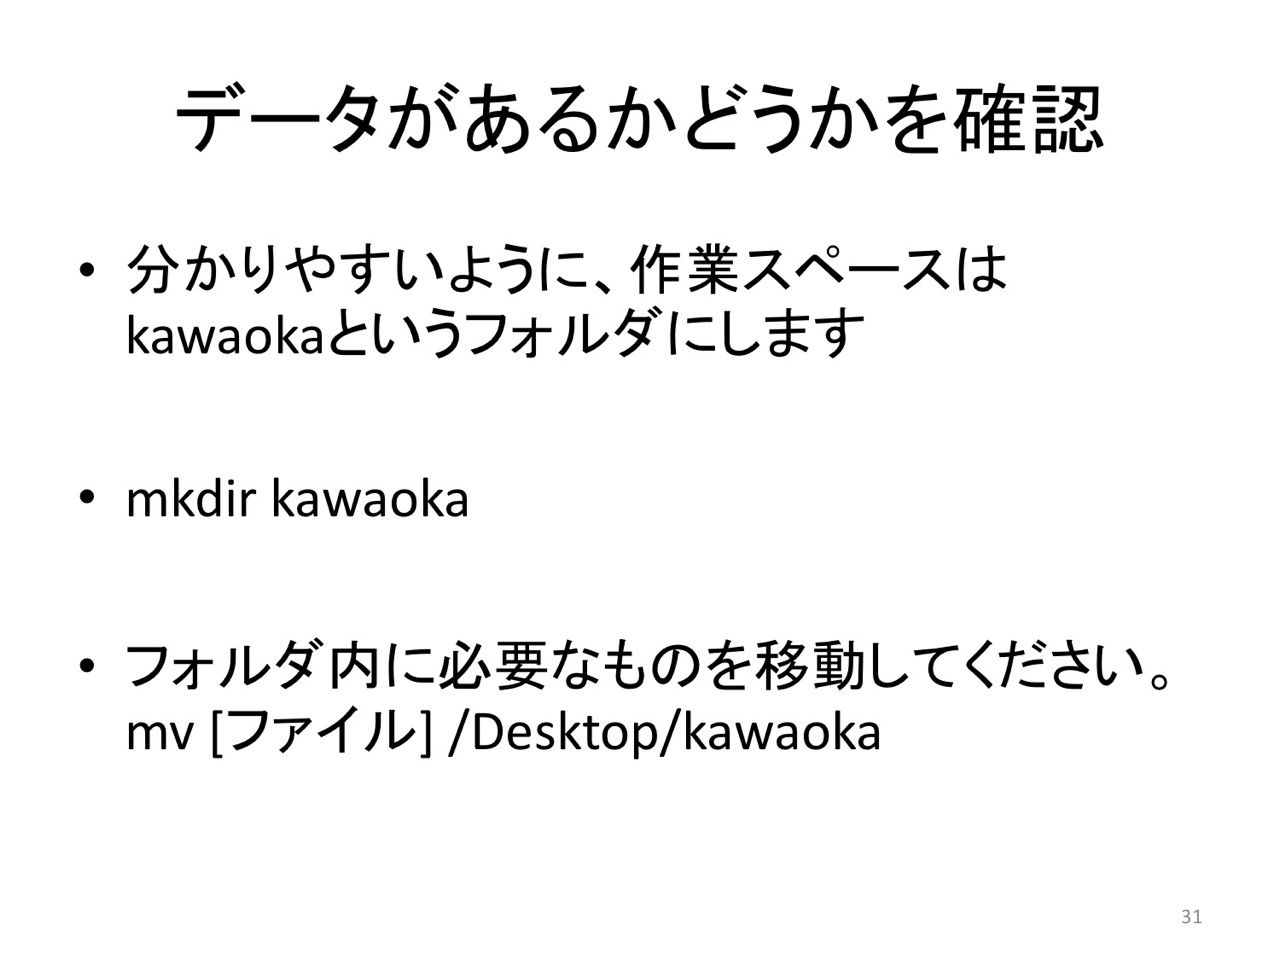 データがあるかどうかを確認
• 分かりやすいように、作業スペースは
kawaokaというフォルダにします
• mkdir kawaoka
• フォルダ内に必要なものを移動してください。
mv [ファイル] /Desktop/kawaoka
31